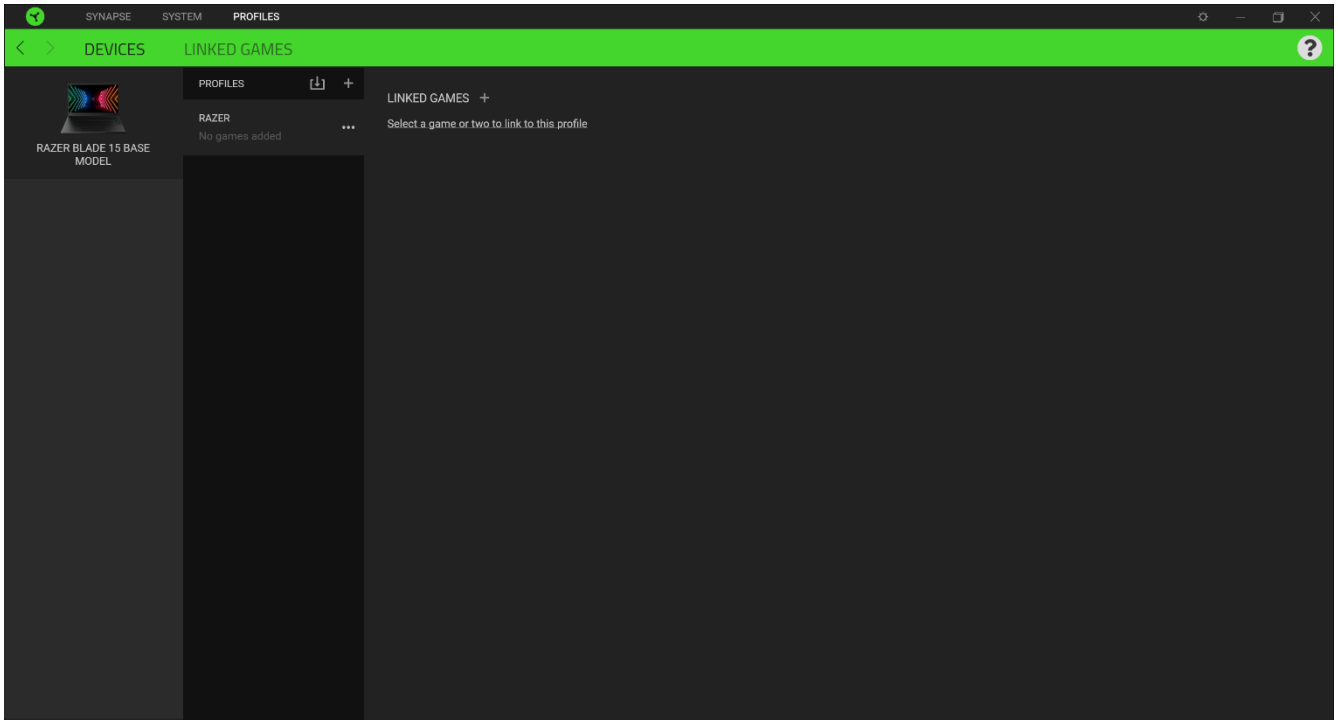 SYNAPSE SYSTEM PROFILES
DEVICES LINKED GAMES
?
RAZER BLADE 15 BASE
MODEL
PROFILES
RAZER
No games added
LINKED GAMES
Select a game or two to link to this profile